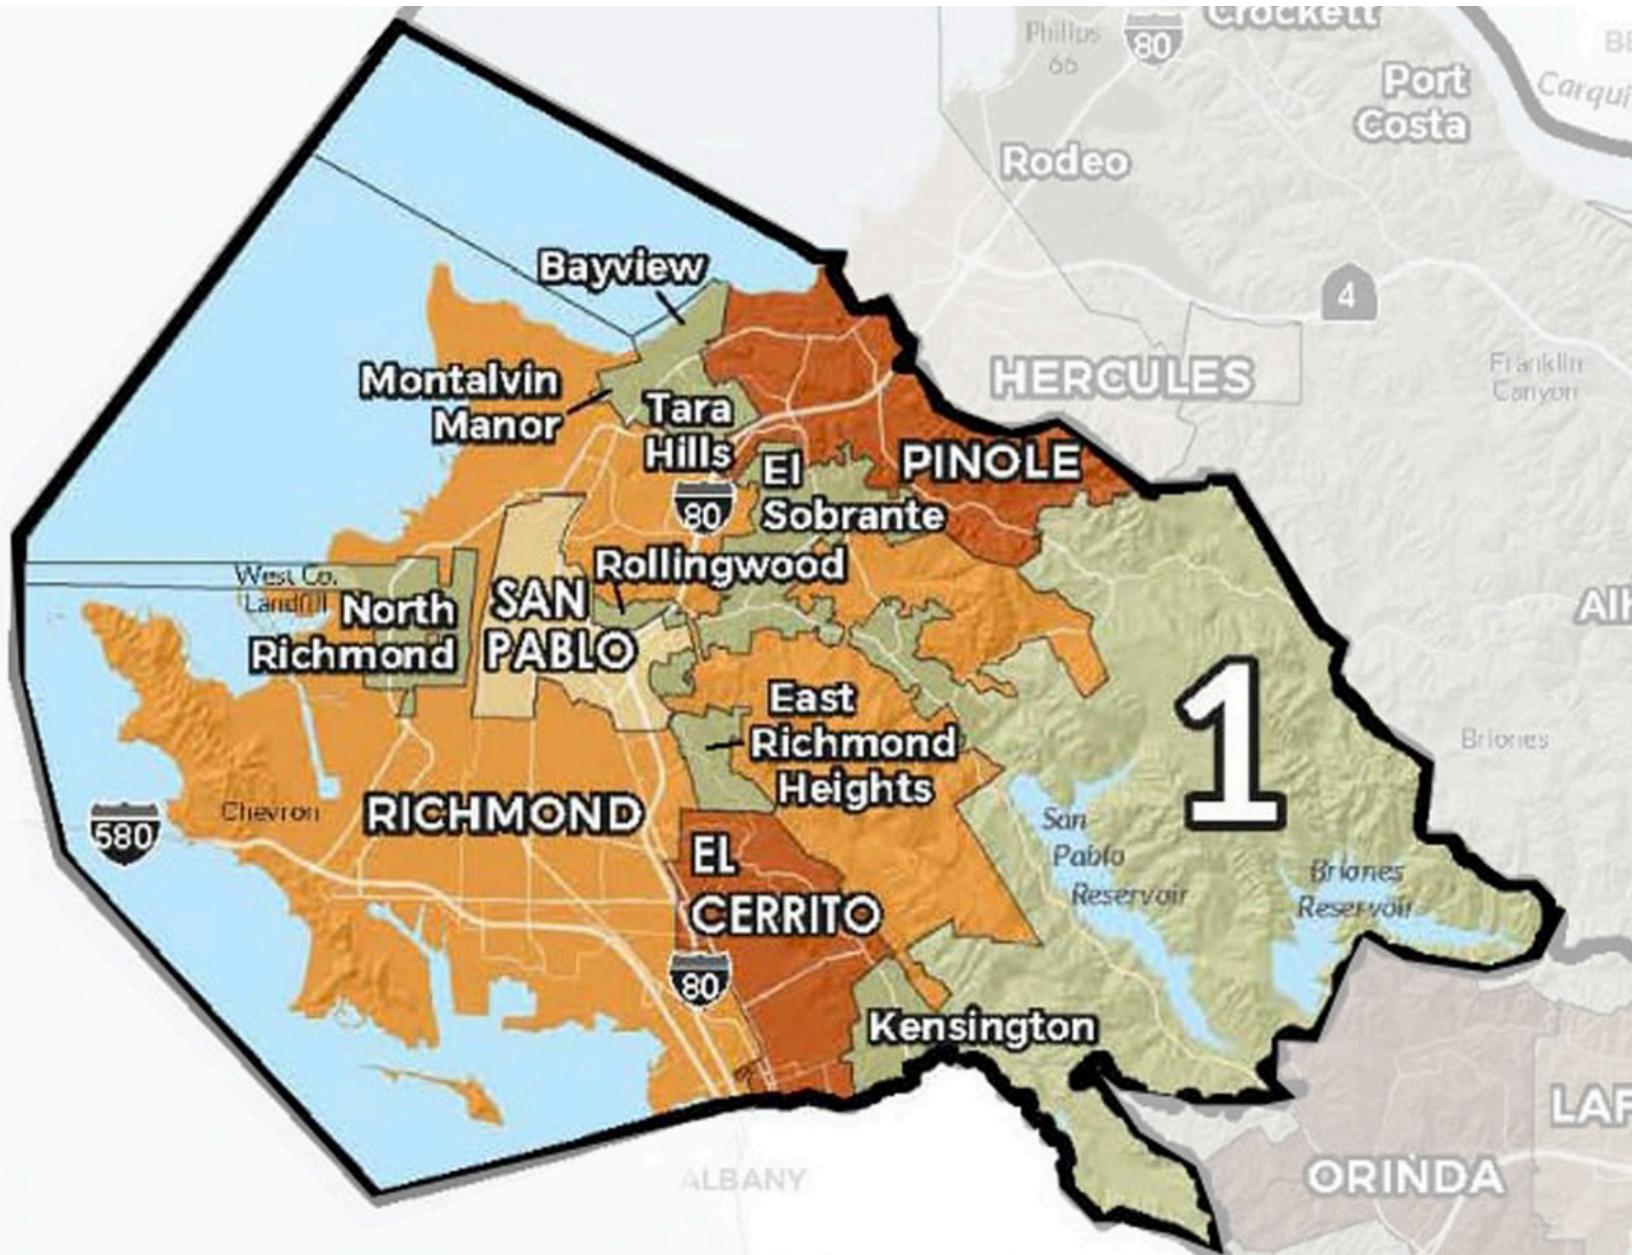 Crockett
Phillips
66
80
Port
Costa
Rodeo
Bayview
4
HERCULES
Franklin
Canyon
Montalvin
Manor
Tara
Hills
PINOLE
El
Sobrante
80
Rollingwood
West Co.
Landfill
North
Richmond
SAN
PABLO
1
East
Richmond
Heights
Briones
580
Chevron
RICHMOND
EL
CERRITO
San
Pablo
Reservoir
Briones
Reservoir
80
Kensington
ALBANY
ORINDA